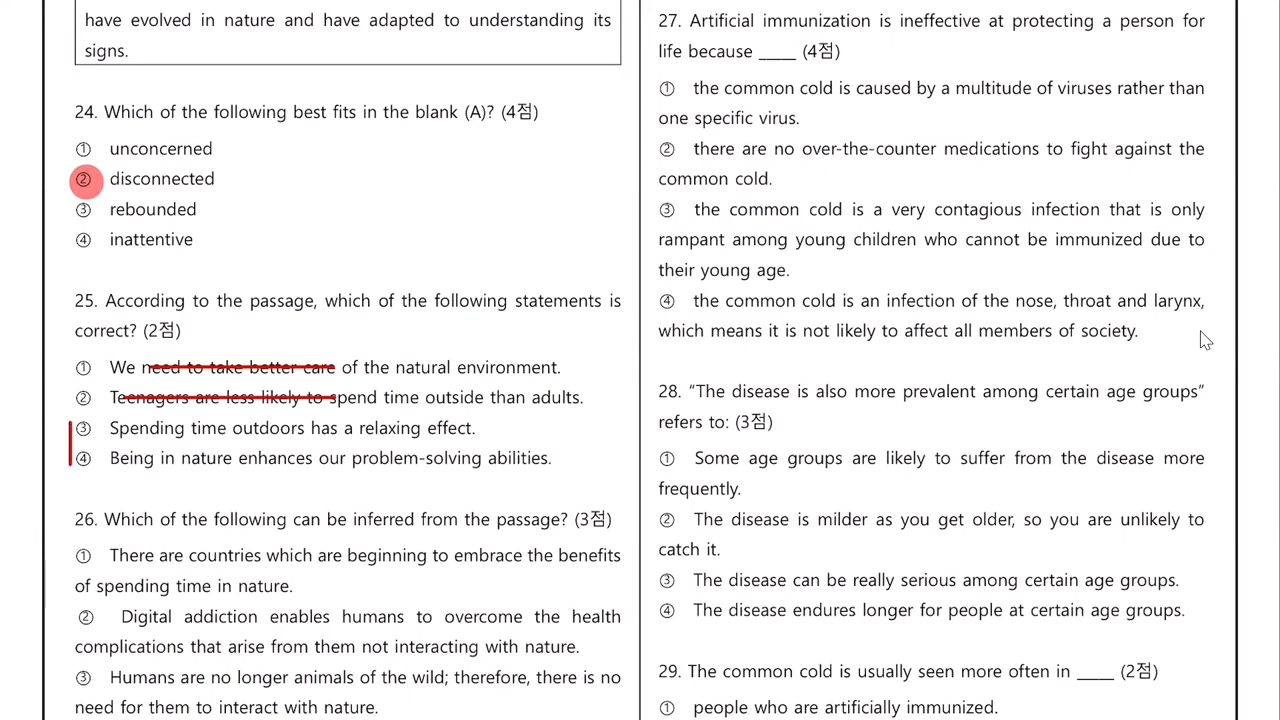 have evolved in nature and have adapted to understanding its
signs.
24. Which of the following best fits in the blank (A)? (4점)
① unconcerned
② disconnected
③ rebounded
④ inattentive
25. According to the passage, which of the following statements is
correct? (2점)
① We need to take better care of the natural environment.
② Teenagers are less likely to spend time outside than adults.
③ Spending time outdoors has a relaxing effect.
④ Being in nature enhances our problem-solving abilities.
26. Which of the following can be inferred from the passage? (3점)
① There are countries which are beginning to embrace the benefits
of spending time in nature.
② Digital addiction enables humans to overcome the health
complications that arise from them not interacting with nature.
③ Humans are no longer animals of the wild; therefore, there is no
need for them to interact with nature.
27. Artificial immunization is ineffective at protecting a person for
life because ____ (4점)
① the common cold is caused by a multitude of viruses rather than
one specific virus.
② there are no over-the-counter medications to fight against the
common cold.
③ the common cold is a very contagious infection that is only
rampant among young children who cannot be immunized due to
their young age.
④ the common cold is an infection of the nose, throat and larynx,
which means it is not likely to affect all members of society.
28. “The disease is also more prevalent among certain age groups”
refers to: (3점)
① Some age groups are likely to suffer from the disease more
frequently.
② The disease is milder as you get older, so you are unlikely to
catch it.
③ The disease can be really serious among certain age groups.
④ The disease endures longer for people at certain age groups.
29. The common cold is usually seen more often in ____ (2점)
① people who are artificially immunized.